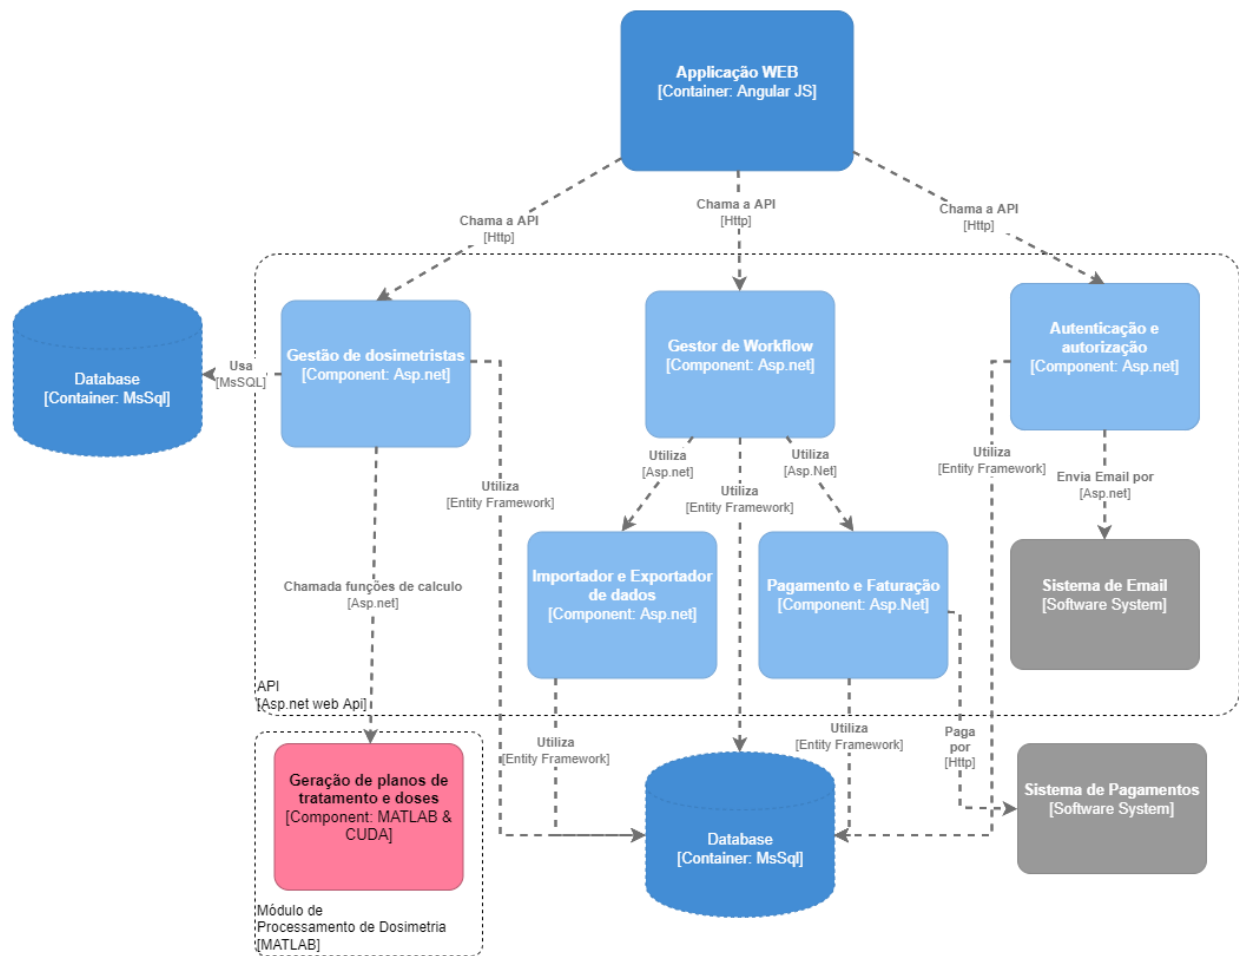 Applicação WEB
[Container: Angular JS]
Chama a API
[Http]
Chama a API
[Http]
Chama a API
[Http]
Database
[Container: MsSql]
Usa
[MsSQL]
Gestão de dosimetristas
[Component: Asp.net]
Gestor de Workflow
[Component: Asp.net]
Autenticação e
autorização
[Component: Asp.net]
Utiliza
[Entity Framework]
Utiliza
[Asp.net]
Utiliza
[Entity Framework]
Utiliza
[Asp.Net]
Utiliza
[Entity Framework]
Envia Email por
[Asp.net]
Chamada funções de calculo
[Asp.net]
Importador e Exportador
de dados
[Component: Asp.net]
Pagamento e Faturação
[Component: Asp.Net]
Sistema de Email
[Software System]
API
[Asp.net web Api]
Utiliza
[Entity Framework]
Utiliza
[Entity Framework]
Paga
por
[Http]
Geração de planos de
tratamento e doses
[Component: MATLAB &
CUDA]
Database
[Container: MsSql]
Sistema de Pagamentos
[Software System]
Módulo de
Processamento de Dosimetria
[MATLAB]